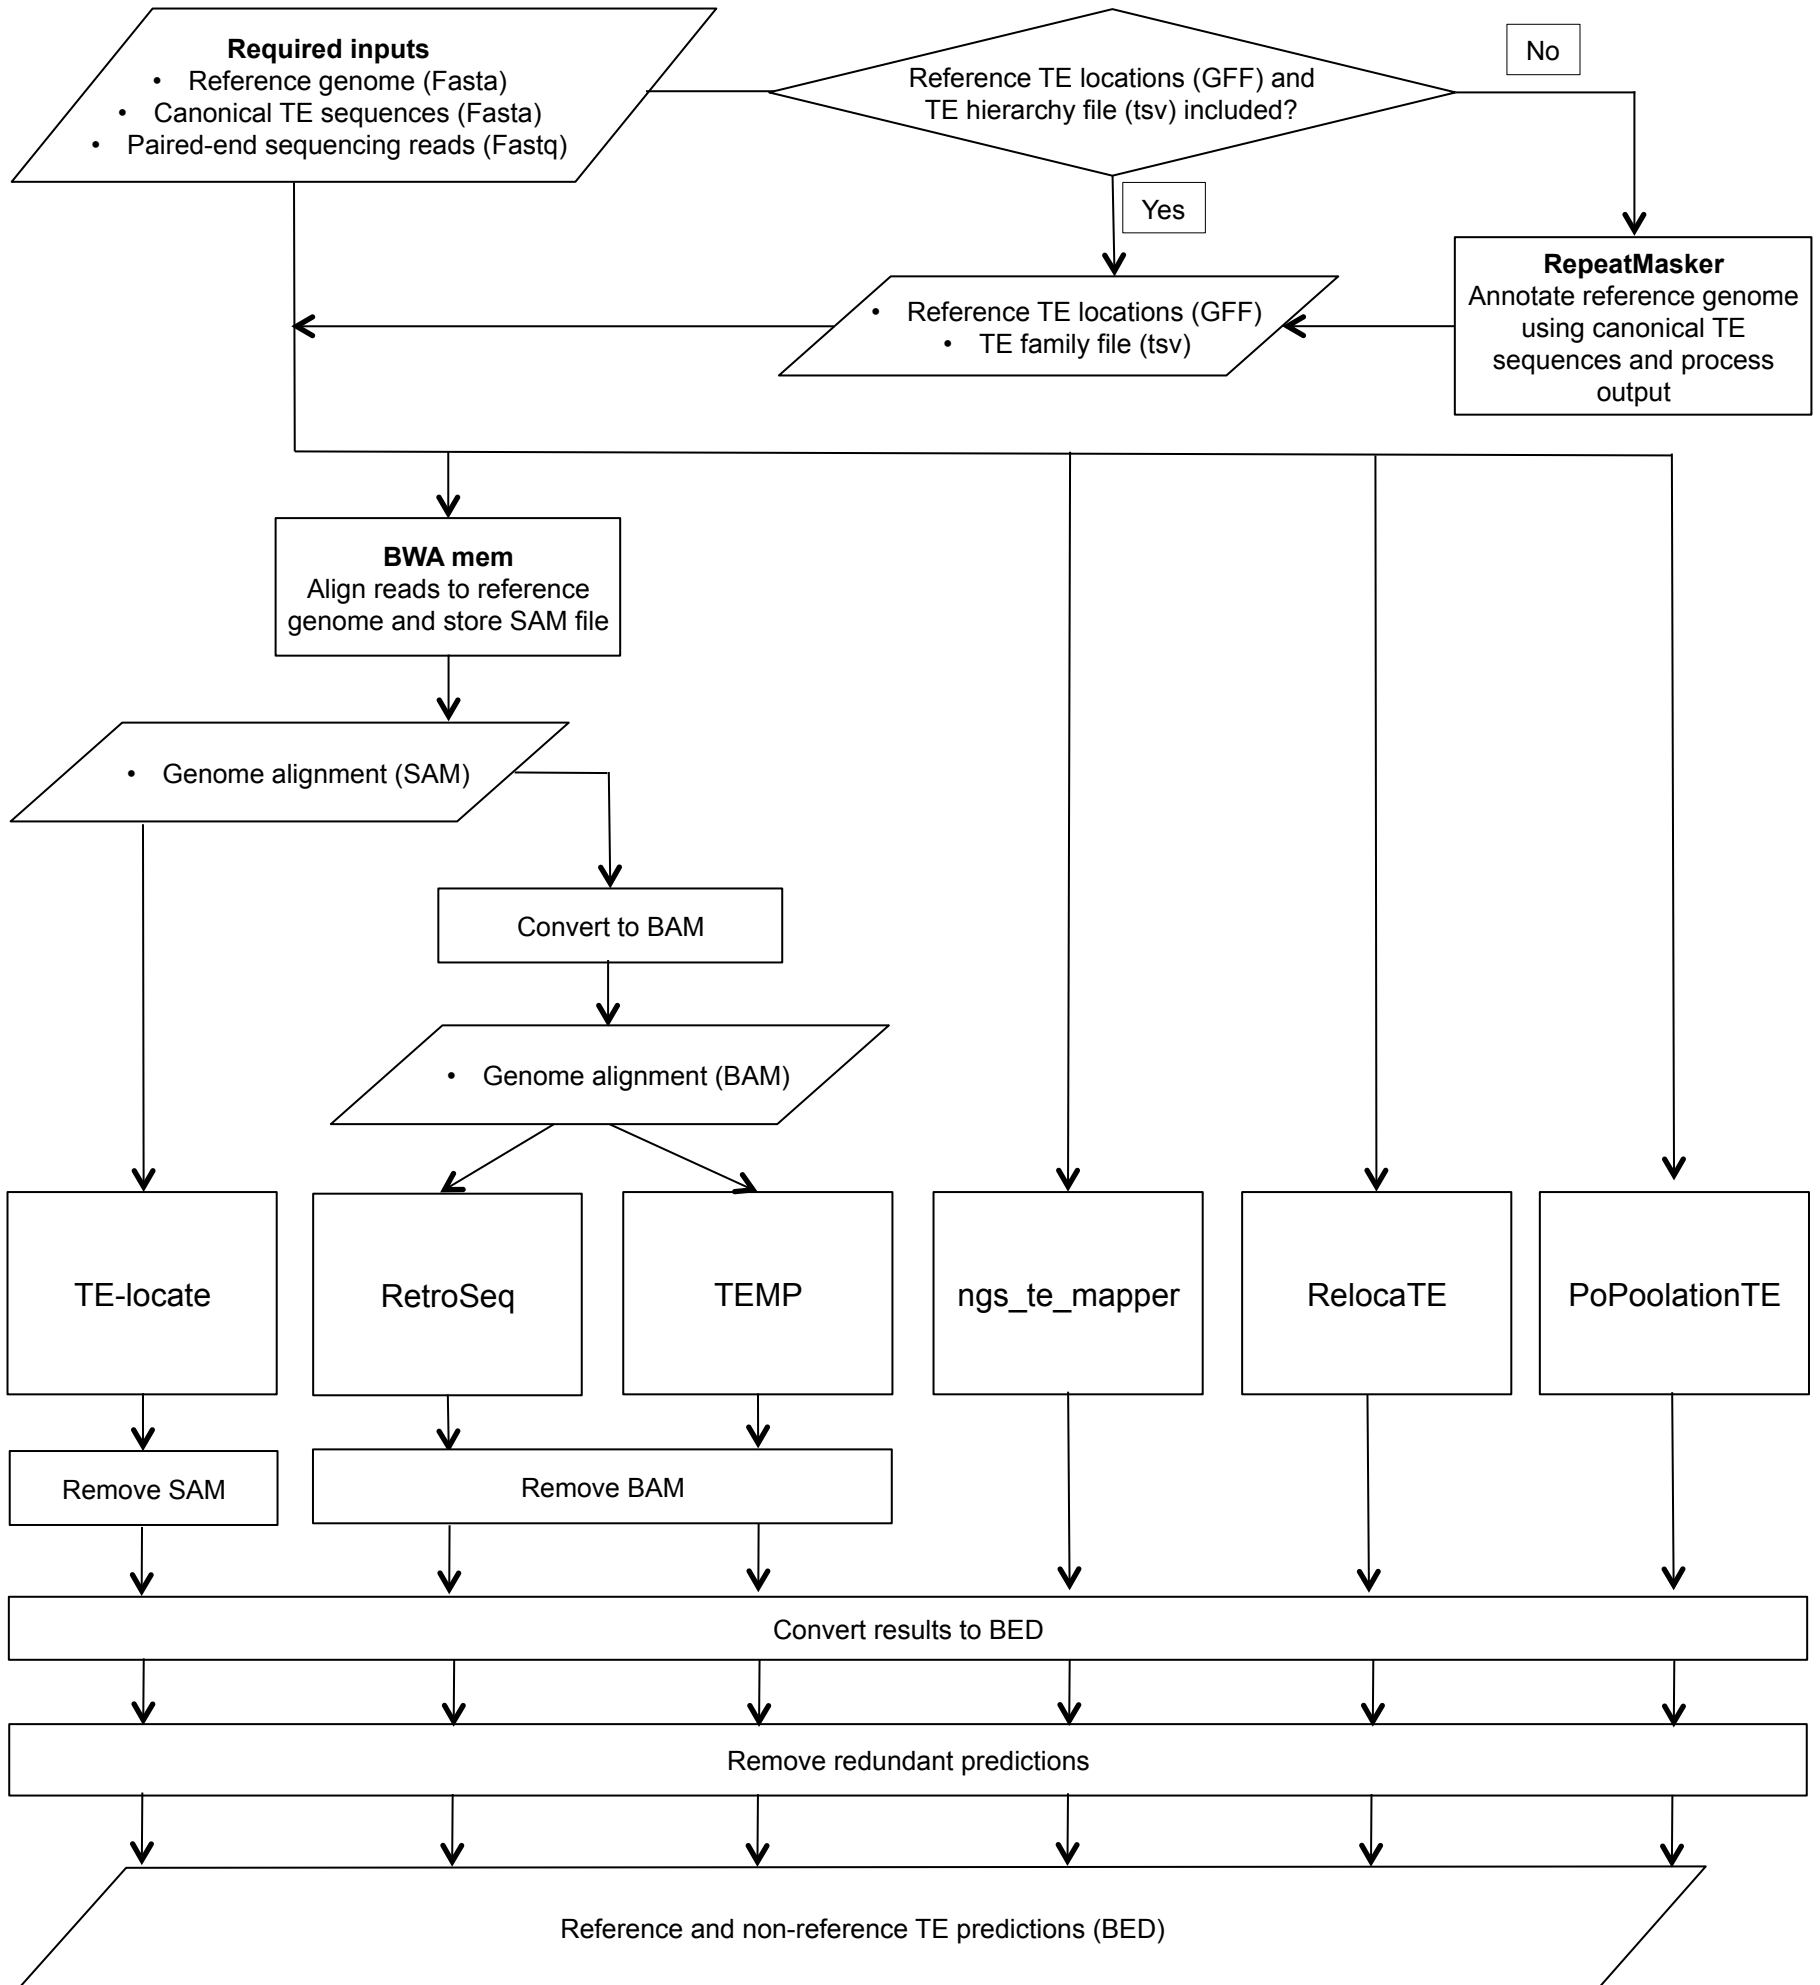 Required inputs
• Reference genome (Fasta)
• Canonical TE sequences (Fasta)
• Paired-end sequencing reads (Fastq)
Reference TE locations (GFF) and
TE hierarchy file (tsv) included?
No
Yes
RepeatMasker
Annotate reference genome
using canonical TE
sequences and process
output
• Reference TE locations (GFF)
• TE family file (tsv)
BWA mem
Align reads to reference
genome and store SAM file
• Genome alignment (SAM)
Convert to BAM
• Genome alignment (BAM)
TE-locate
RetroSeq
TEMP
ngs_te_mapper
RelocaTE
PoPoolationTE
Remove SAM
Remove BAM
Convert results to BED
Remove redundant predictions
Reference and non-reference TE predictions (BED)